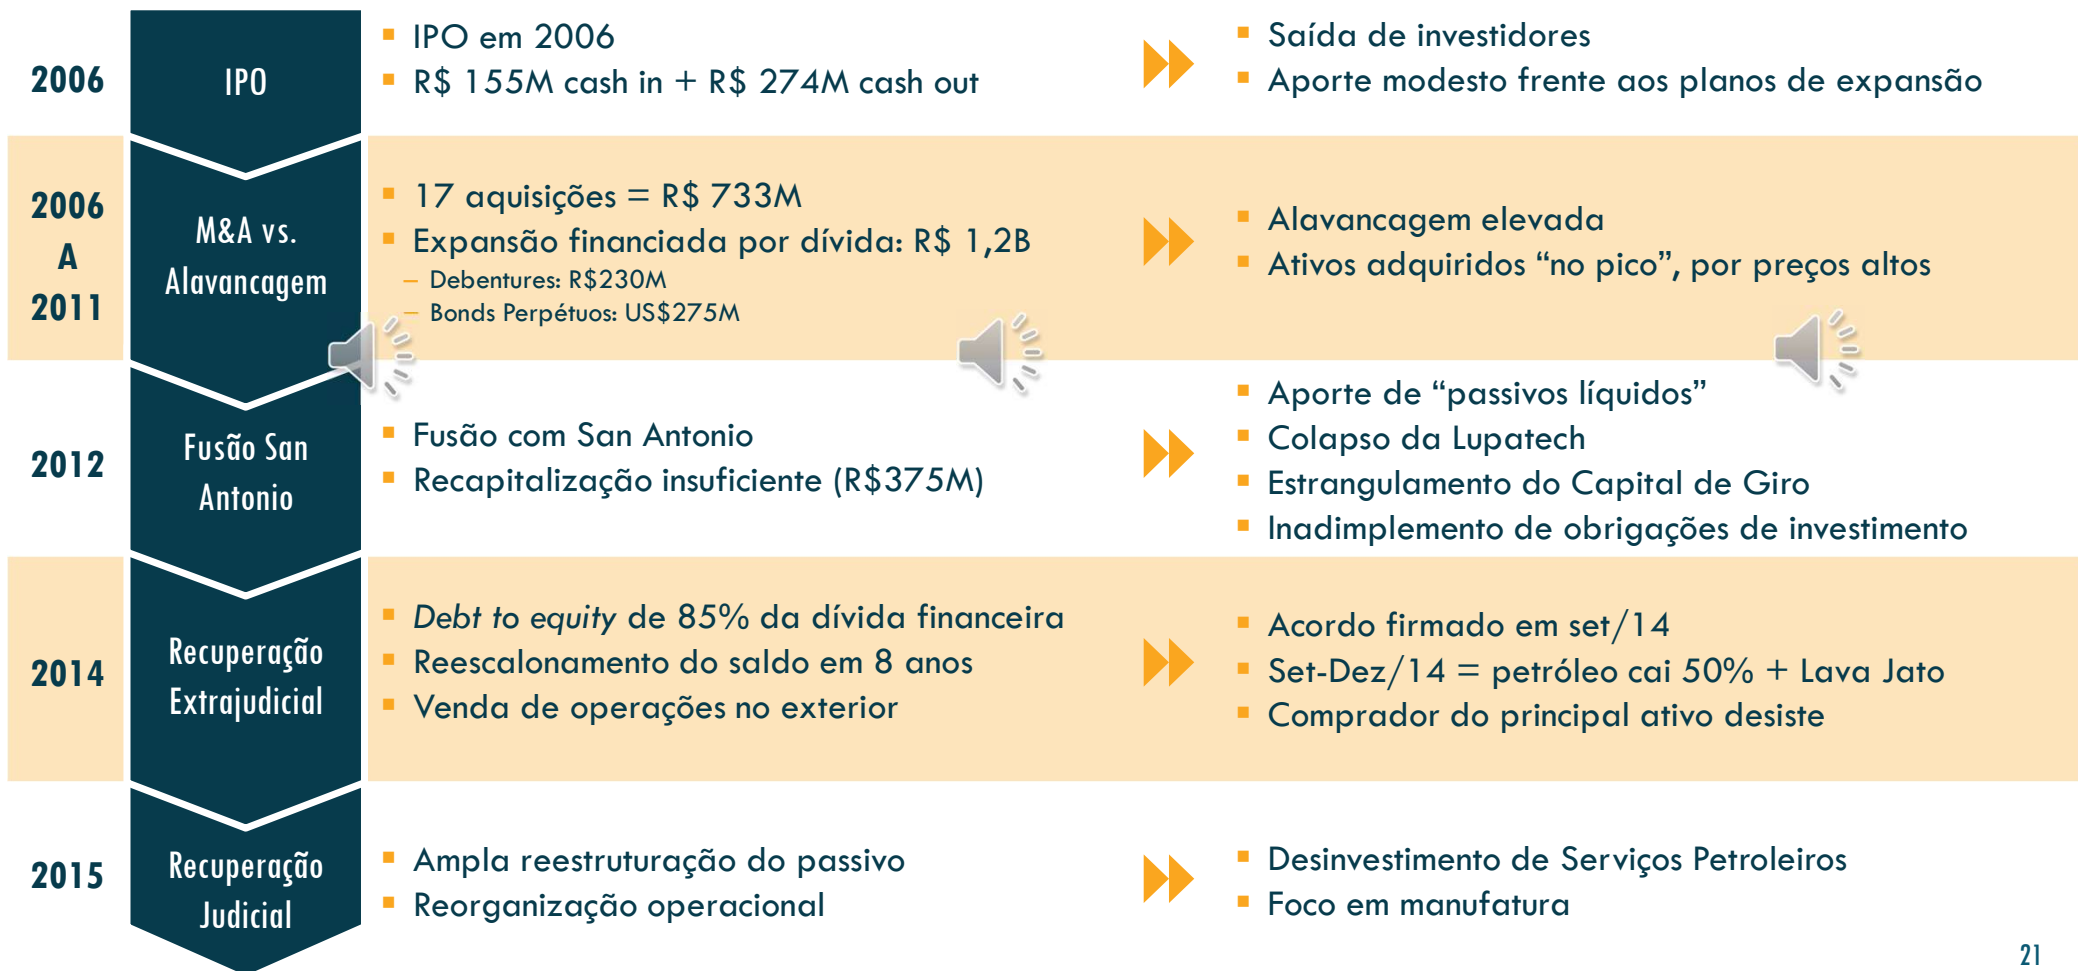 2006
IPO
IPO em 2006
R$ 155M cash in + R$ 274M cash out
Saída de investidores
Aporte modesto frente aos planos de expansão
2006
A
2011
M&A vs.
Alavancagem
17 aquisições = R$ 733M
Expansão financiada por dívida: R$ 1,2B
– Debentures: R$230M
– Bonds Perpétuos: US$275M
Alavancagem elevada
Ativos adquiridos “no pico”, por preços altos
2012
Fusão San
Antonio
Fusão com San Antonio
Recapitalização insuficiente (R$375M)
Aporte de “passivos líquidos”
Colapso da Lupatech
Estrangulamento do Capital de Giro
Inadimplemento de obrigações de investimento
2014
Recuperação
Extrajudicial
Debt to equity de 85% da dívida financeira
Reescalonamento do saldo em 8 anos
Venda de operações no exterior
Acordo firmado em set/14
Set-Dez/14 = petróleo cai 50% + Lava Jato
Comprador do principal ativo desiste
2015
Recuperação
Judicial
Ampla reestruturação do passivo
Reorganização operacional
Desinvestimento de Serviços Petroleiros
Foco em manufatura
21